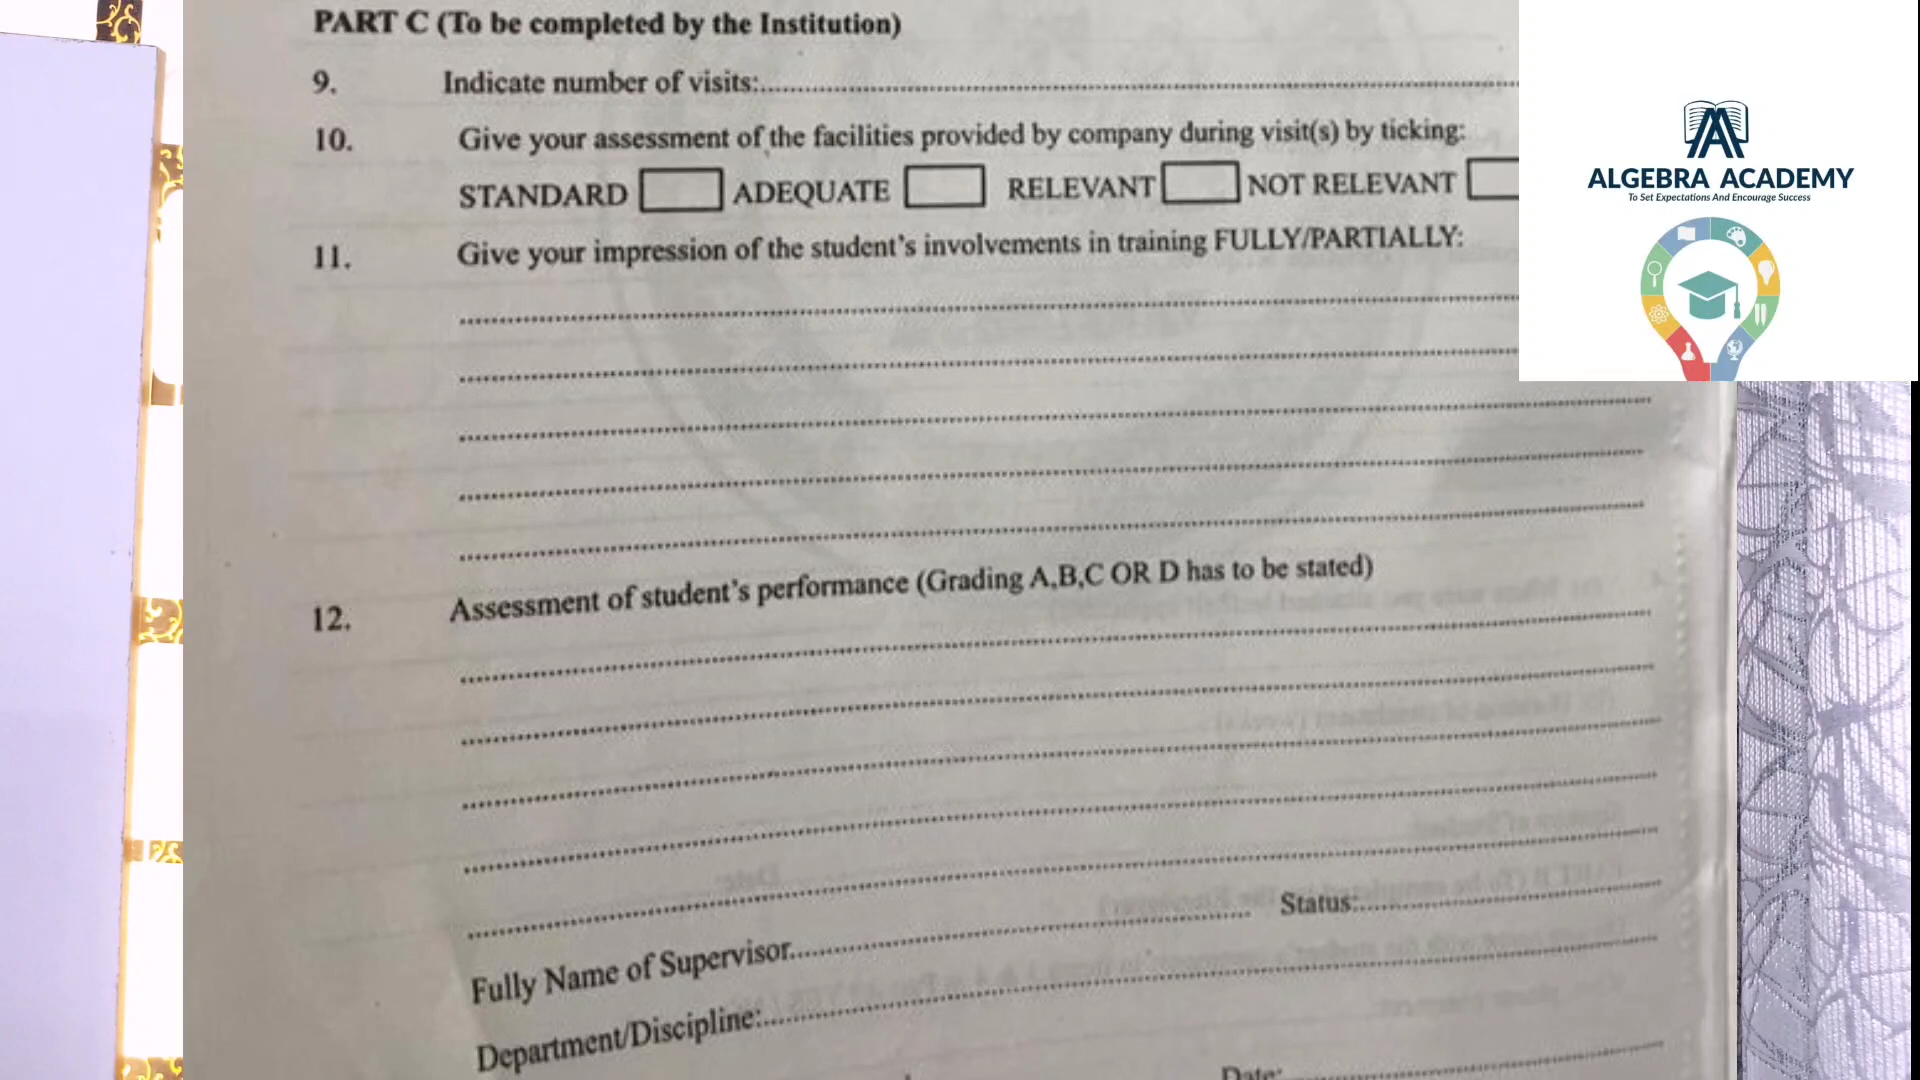 PART C (To be completed by the Institution)
9. Indicate number of visits:
10. Give your assessment of the facilities provided by company during visit(s) by ticking:
STANDARD ADEQUATE RELEVANT NOT RELEVANT
11. Give your impression of the student's involvements in training FULLY/PARTIALLY:
12. Assessment of student's performance (Grading A,B,C OR D has to be stated)
Fully Name of Supervisor Status:
Department/Discipline:
Date:
ALGEBRA ACADEMY
To Set Expectations And Encourage Success